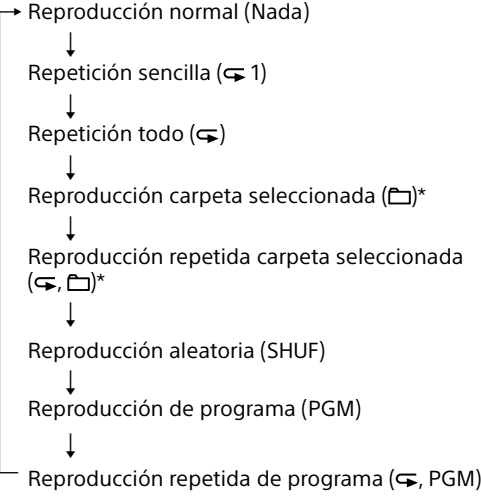 Reproducción normal (Nada)
Repetición sencilla (1)
Repetición todo ()
Reproducción carpeta seleccionada ()*
Reproducción repetida carpeta seleccionada
(, )*
Reproducción aleatoria (SHUF)
Reproducción de programa (PGM)
Reproducción repetida de programa (, PGM)